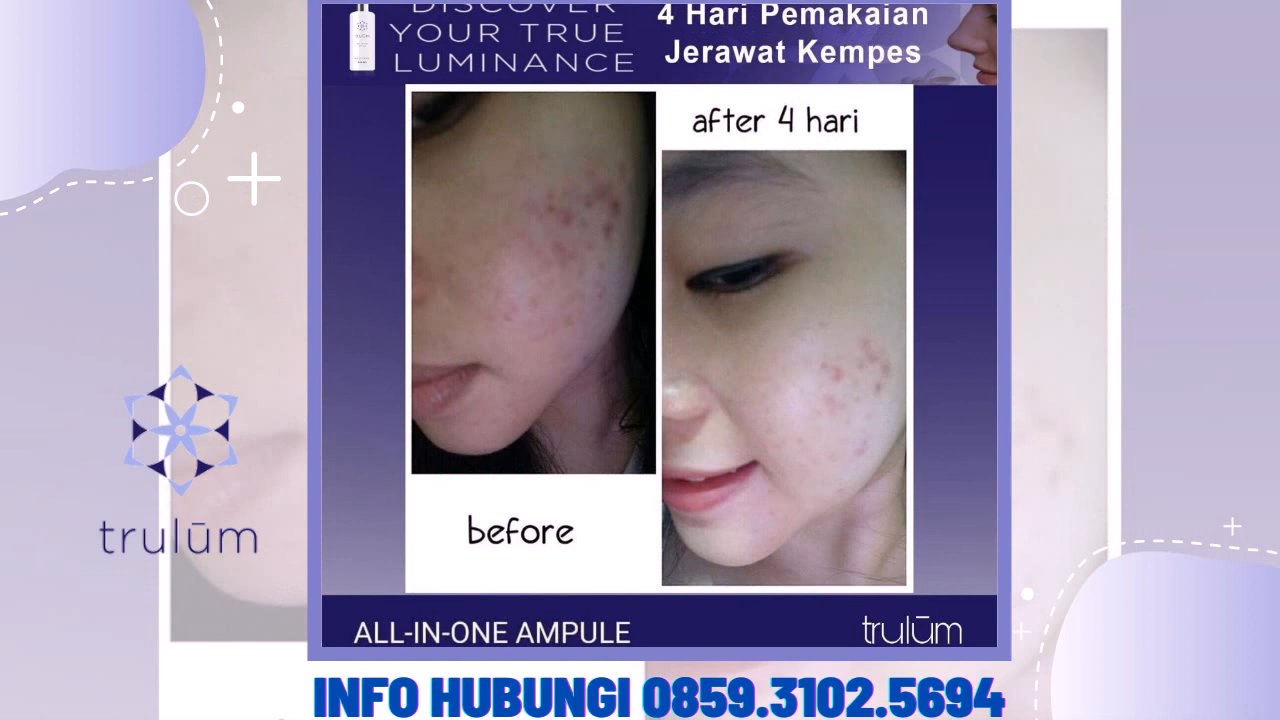 DISCOVER
YOUR TRUE
LUMINANCE
4 Hari Pemakaian
Jerawat Kempes
after 4 hari
before
trulūm
ALL-IN-ONE AMPULE
trulūm
INFO HUBUNGI 0859.3102.5694